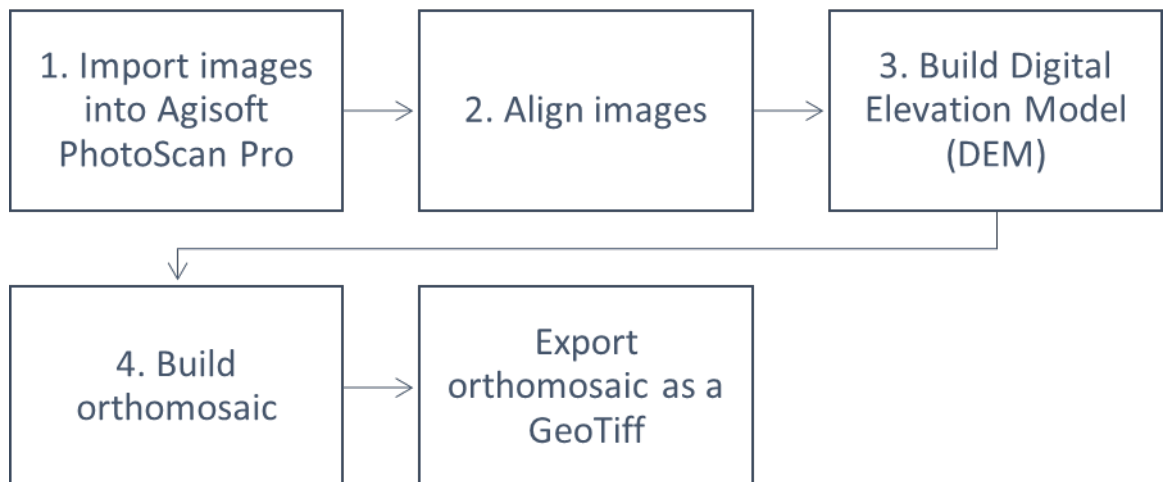 1. Import images
into Agisoft
PhotoScan Pro
2. Align images
3. Build Digital
Elevation Model
(DEM)
4. Build
orthomosaic
Export
orthomosaic as a
GeoTiff